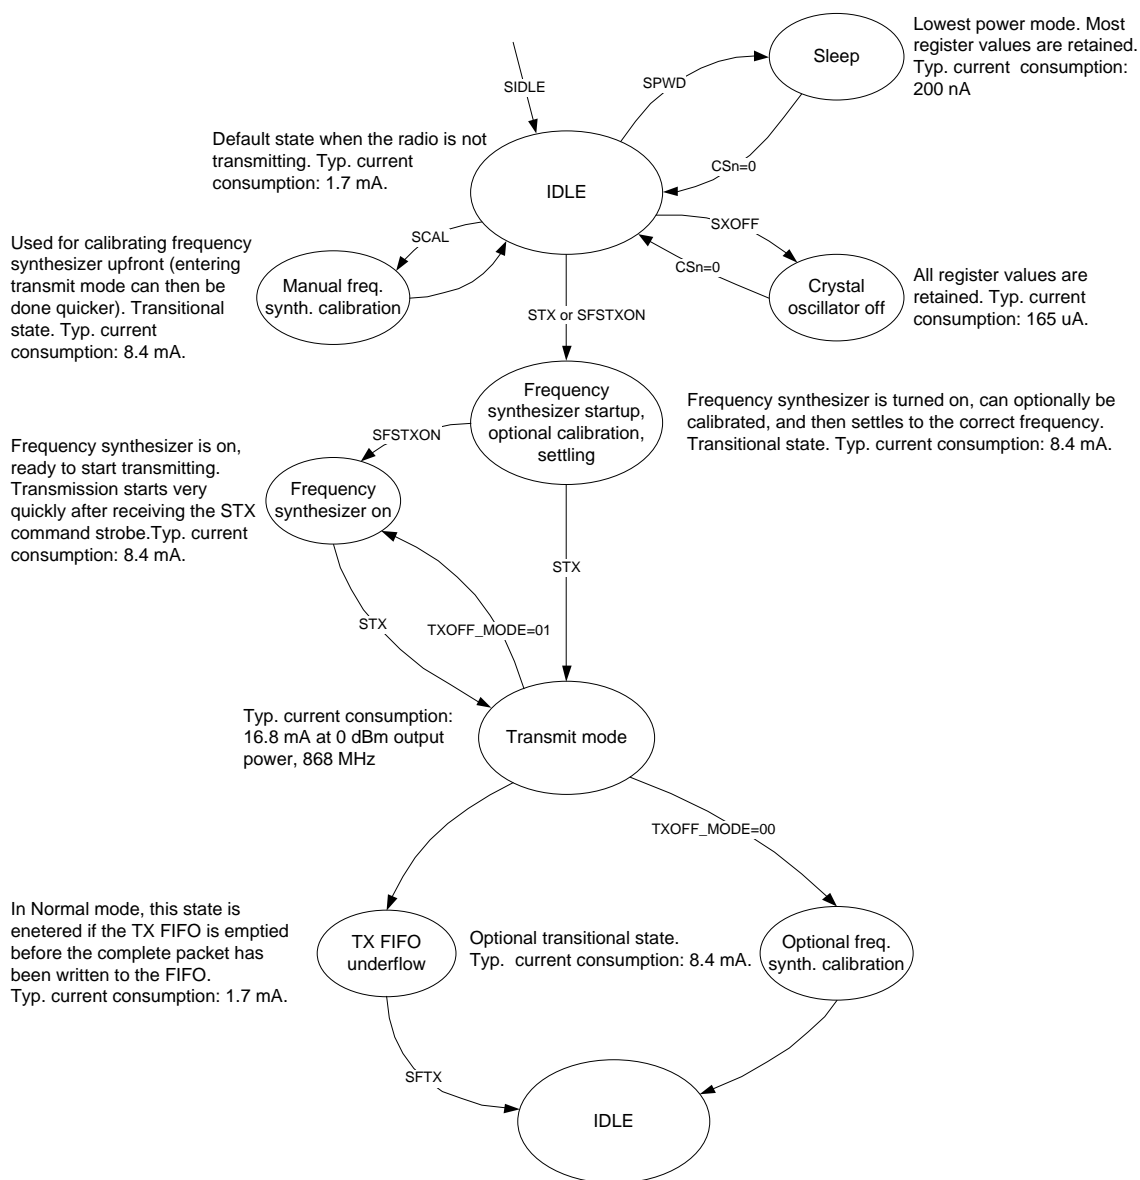 Lowest power mode. Most
register values are retained.
Typ. current consumption:
200 nA
Sleep
SIDLE
SPWD
Default state when the radio is not
transmitting. Typ. current
consumption: 1.7 mA.
CSn=0
IDLE
SCAL
SXOFF
Used for calibrating frequency
synthesizer upfront (entering
transmit mode can then be
done quicker). Transitional
state. Typ. current
consumption: 8.4 mA.
Manual freq.
synth. calibration
CSn=0
Crystal
oscillator off
All register values are
retained. Typ. current
consumption: 165 uA.
STX or SFSTXON
Frequency
synthesizer startup,
optional calibration,
settling
Frequency synthesizer is turned on, can optionally be
calibrated, and then settles to the correct frequency.
Transitional state. Typ. current consumption: 8.4 mA.
SFSTXON
Frequency synthesizer is on,
ready to start transmitting.
Transmission starts very
quickly after receiving the STX
command strobe.Typ. current
consumption: 8.4 mA.
Frequency
synthesizer on
STX
STX
TXOFF_MODE=01
Typ. current consumption:
16.8 mA at 0 dBm output
power, 868 MHz
Transmit mode
TXOFF_MODE=00
In Normal mode, this state is
enetered if the TX FIFO is emptied
before the complete packet has
been written to the FIFO.
Typ. current consumption: 1.7 mA.
TX FIFO
underflow
Optional transitional state.
Typ. current consumption: 8.4 mA.
Optional freq.
synth. calibration
SFTX
IDLE